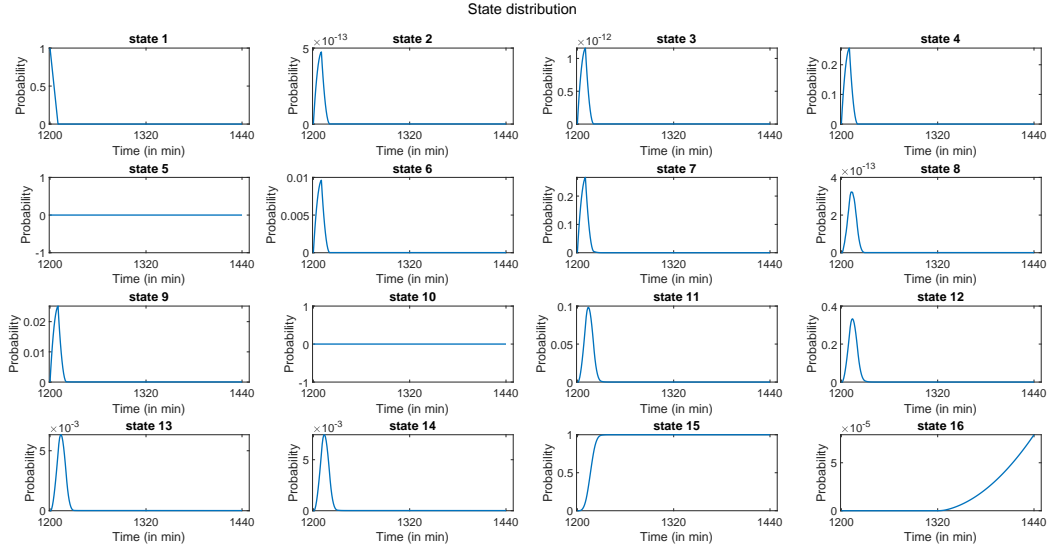 State distribution
state 1
state 2
state 3
state 4
1
0.5
0
Probability
1200
1320
1440
Time (in min)
×10^-13
5
0
Probability
1200
1320
1440
Time (in min)
×10^-12
1
0.5
0
Probability
1200
1320
1440
Time (in min)
0.2
0.1
0
Probability
1200
1320
1440
Time (in min)
state 5
state 6
state 7
state 8
1
0
-1
Probability
1200
1320
1440
Time (in min)
0.01
0.005
0
Probability
1200
1320
1440
Time (in min)
0.2
0.1
0
Probability
1200
1320
1440
Time (in min)
×10^-13
4
2
0
Probability
1200
1320
1440
Time (in min)
state 9
state 10
state 11
state 12
0.02
0.01
0
Probability
1200
1320
1440
Time (in min)
1
0
-1
Probability
1200
1320
1440
Time (in min)
0.1
0.05
0
Probability
1200
1320
1440
Time (in min)
0.4
0.2
0
Probability
1200
1320
1440
Time (in min)
state 13
state 14
state 15
state 16
×10^-3
5
0
Probability
1200
1320
1440
Time (in min)
×10^-3
5
0
Probability
1200
1320
1440
Time (in min)
1
0.5
0
Probability
1200
1320
1440
Time (in min)
×10^-5
5
0
Probability
1200
1320
1440
Time (in min)